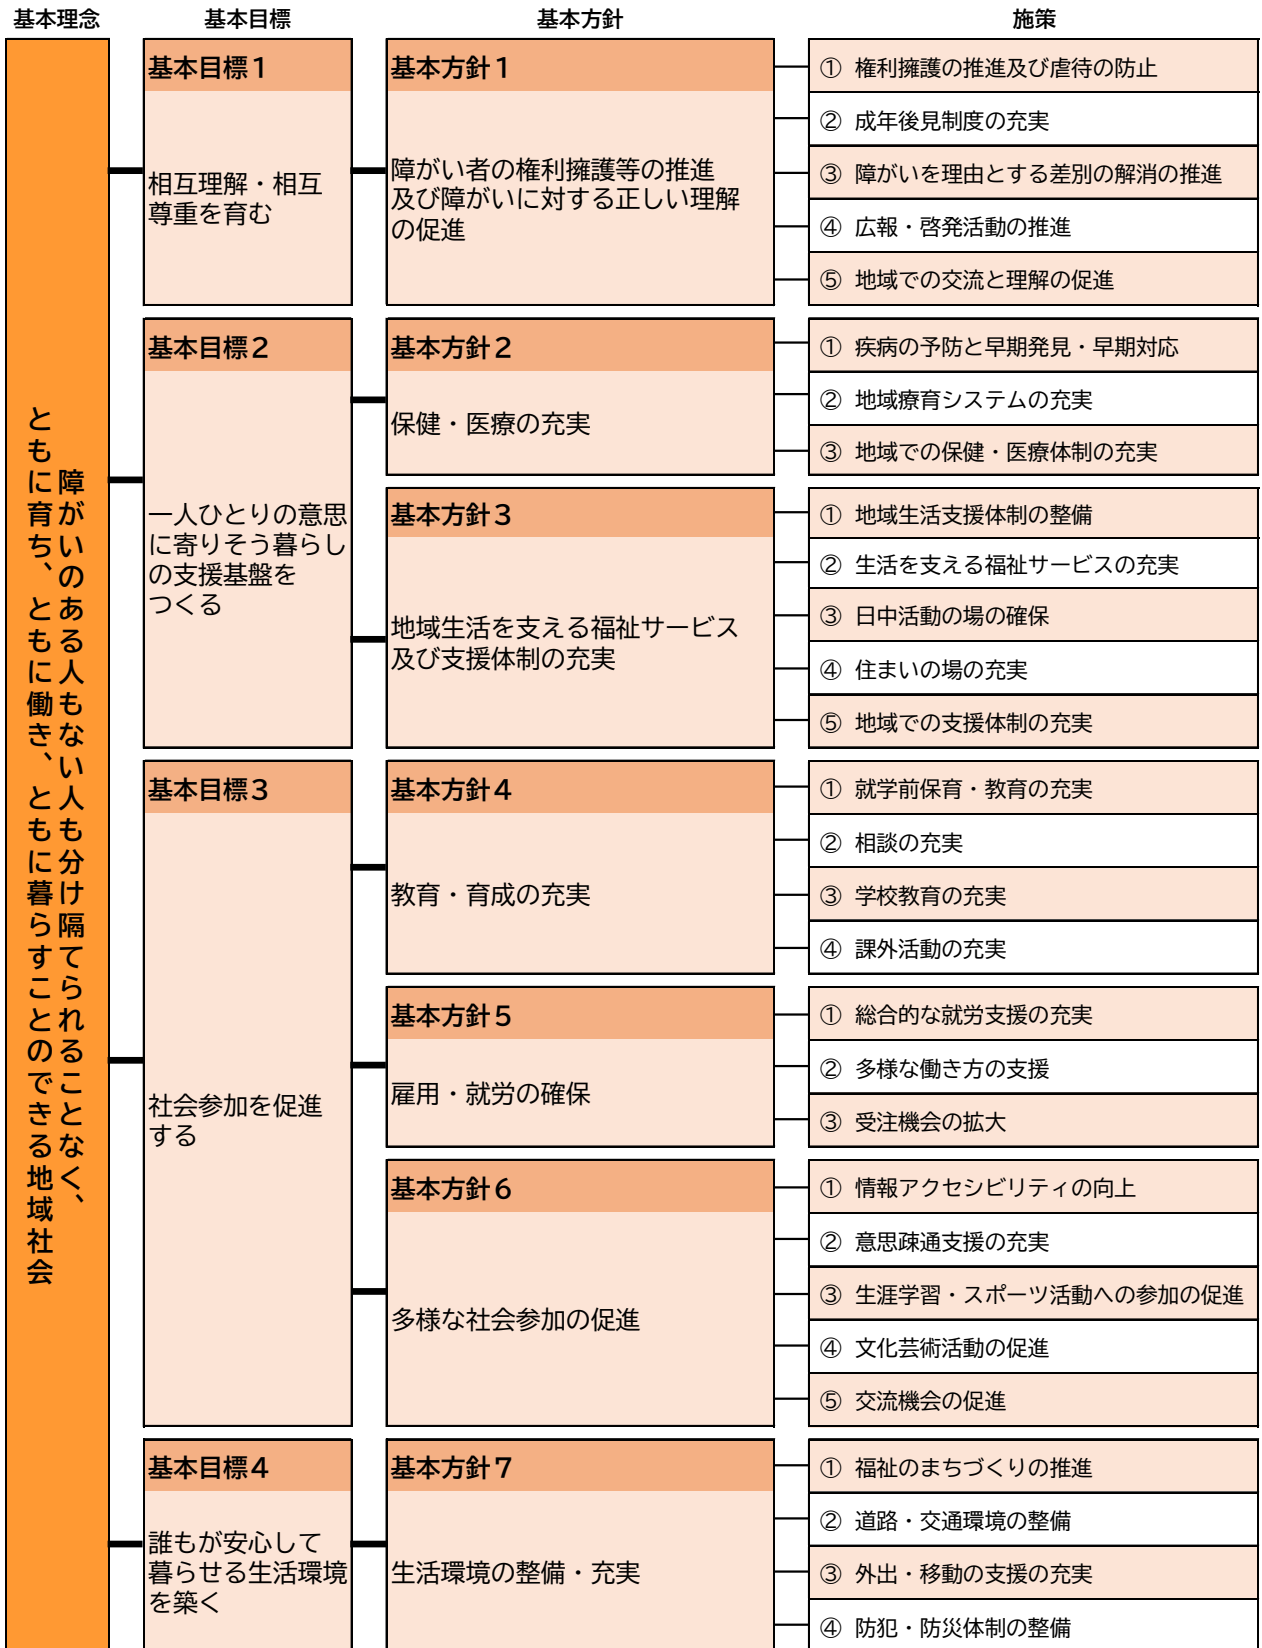 基本理念
基本目標
基本方針
施策
障がいのある人もない人も分け隔てられることなく、
ともに育ち、ともに働き、ともに暮らすことのできる地域社会
基本目標1
相互理解・相互
尊重を育む
基本方針1
障がい者の権利擁護等の推進
及び障がいに対する正しい理解
の促進
① 権利擁護の推進及び虐待の防止
② 成年後見制度の充実
③ 障がいを理由とする差別の解消の推進
④ 広報・啓発活動の推進
⑤ 地域での交流と理解の促進
基本目標2
一人ひとりの意思
に寄りそう暮らし
の支援基盤を
つくる
基本方針2
保健・医療の充実
① 疾病の予防と早期発見・早期対応
② 地域療育システムの充実
③ 地域での保健・医療体制の充実
基本方針3
地域生活を支える福祉サービス
及び支援体制の充実
① 地域生活支援体制の整備
② 生活を支える福祉サービスの充実
③ 日中活動の場の確保
④ 住まいの場の充実
⑤ 地域での支援体制の充実
基本目標3
社会参加を促進
する
基本方針4
教育・育成の充実
① 就学前保育・教育の充実
② 相談の充実
③ 学校教育の充実
④ 課外活動の充実
基本方針5
雇用・就労の確保
① 総合的な就労支援の充実
② 多様な働き方の支援
③ 受注機会の拡大
基本方針6
多様な社会参加の促進
① 情報アクセシビリティの向上
② 意思疎通支援の充実
③ 生涯学習・スポーツ活動への参加の促進
④ 文化芸術活動の促進
⑤ 交流機会の促進
基本目標4
誰もが安心して
暮らせる生活環境
を築く
基本方針7
生活環境の整備・充実
① 福祉のまちづくりの推進
② 道路・交通環境の整備
③ 外出・移動の支援の充実
④ 防犯・防災体制の整備